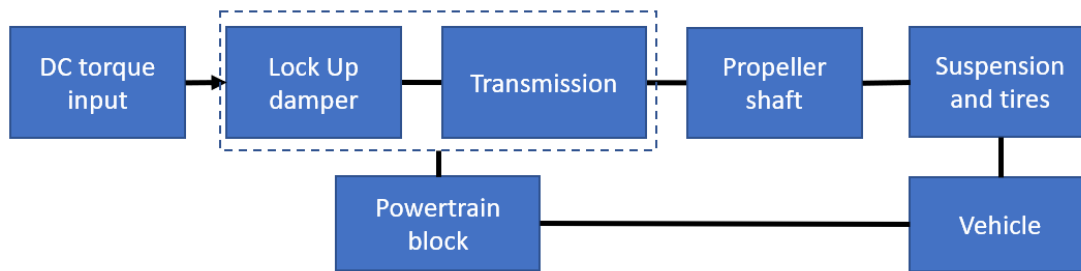 DC torque
input
Lock Up
damper
Transmission
Propeller
shaft
Suspension
and tires
Powertrain
block
Vehicle